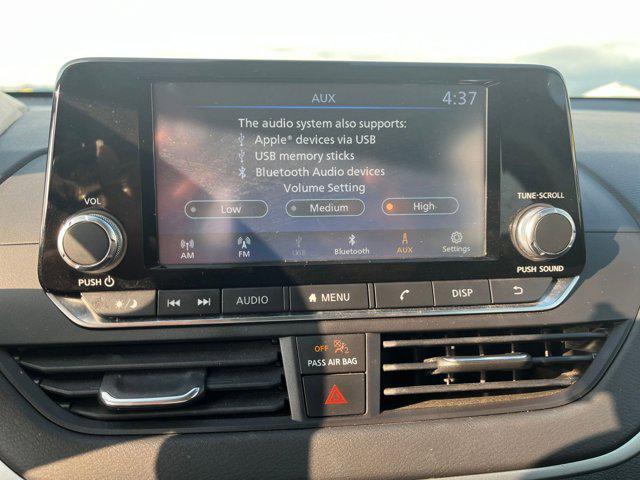 AUX
4:37
The audio system also supports:
Apple® devices via USB
USB memory sticks
Bluetooth Audio devices
Volume Setting
Low
Medium
High
AM
FM
USB
Bluetooth
AUX
Settings
VOL
PUSH
TUNE·SCROLL
PUSH SOUND
AUDIO
MENU
DISP
OFF
2
PASS AIR BAG